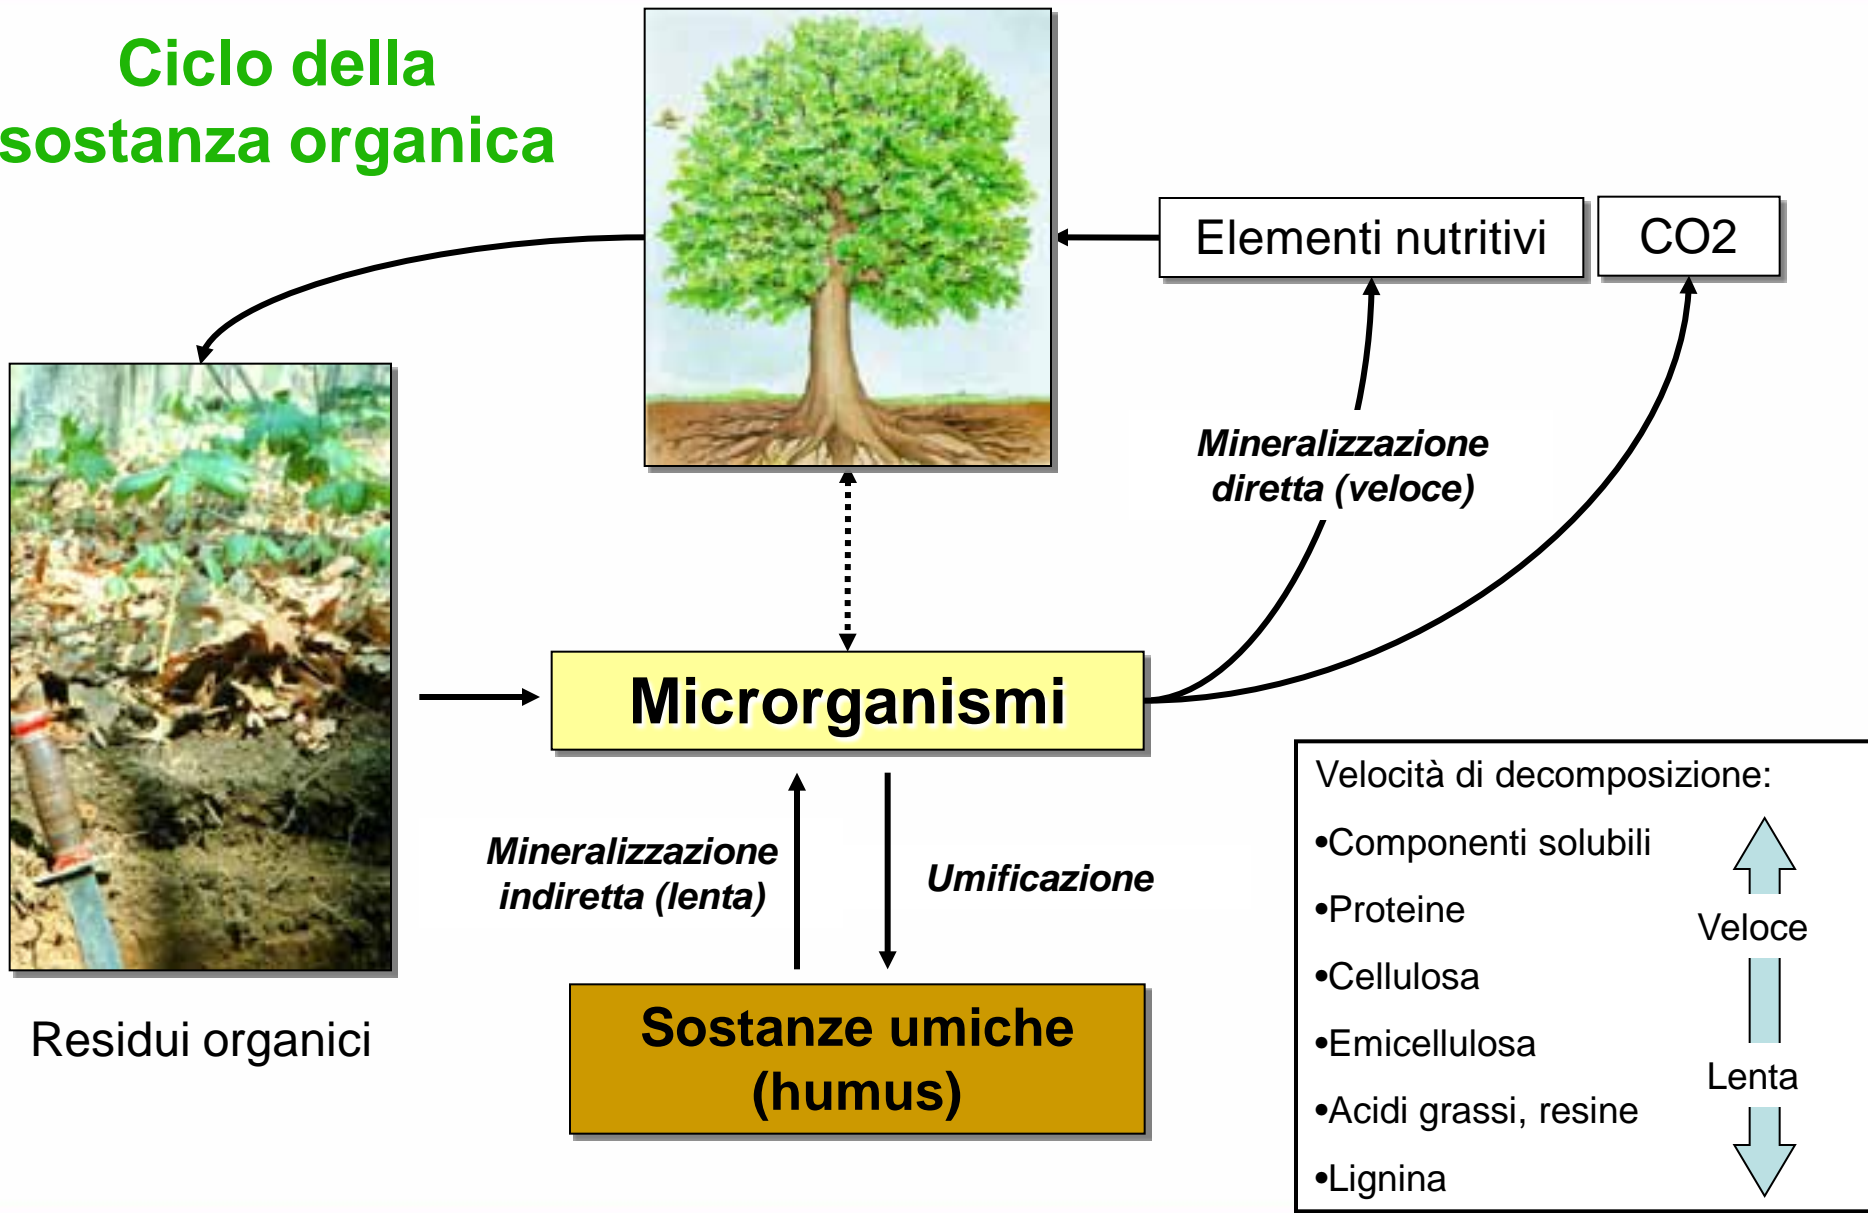 Ciclo della
sostanza organica
Elementi nutritivi
CO2
Mineralizzazione
diretta (veloce)
Microrganismi
Mineralizzazione
indiretta (lenta)
Umificazione
Sostanze umiche
(humus)
Residui organici
Velocità di decomposizione:
•Componenti solubili
•Proteine
•Cellulosa
•Emicellulosa
•Acidi grassi, resine
•Lignina
Veloce
Lenta